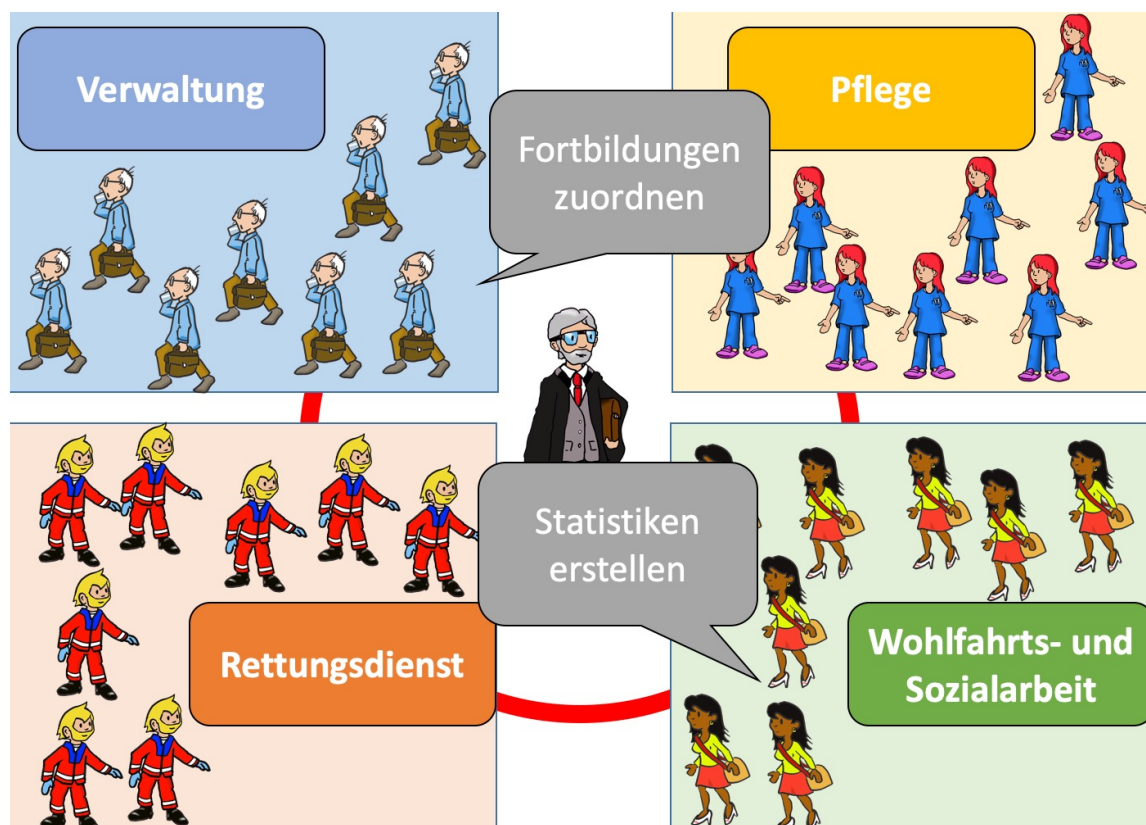 Verwaltung
Pflege
Fortbildungen
zuordnen
Statistiken
erstellen
Rettungsdienst
Wohlfahrts- und
Sozialarbeit